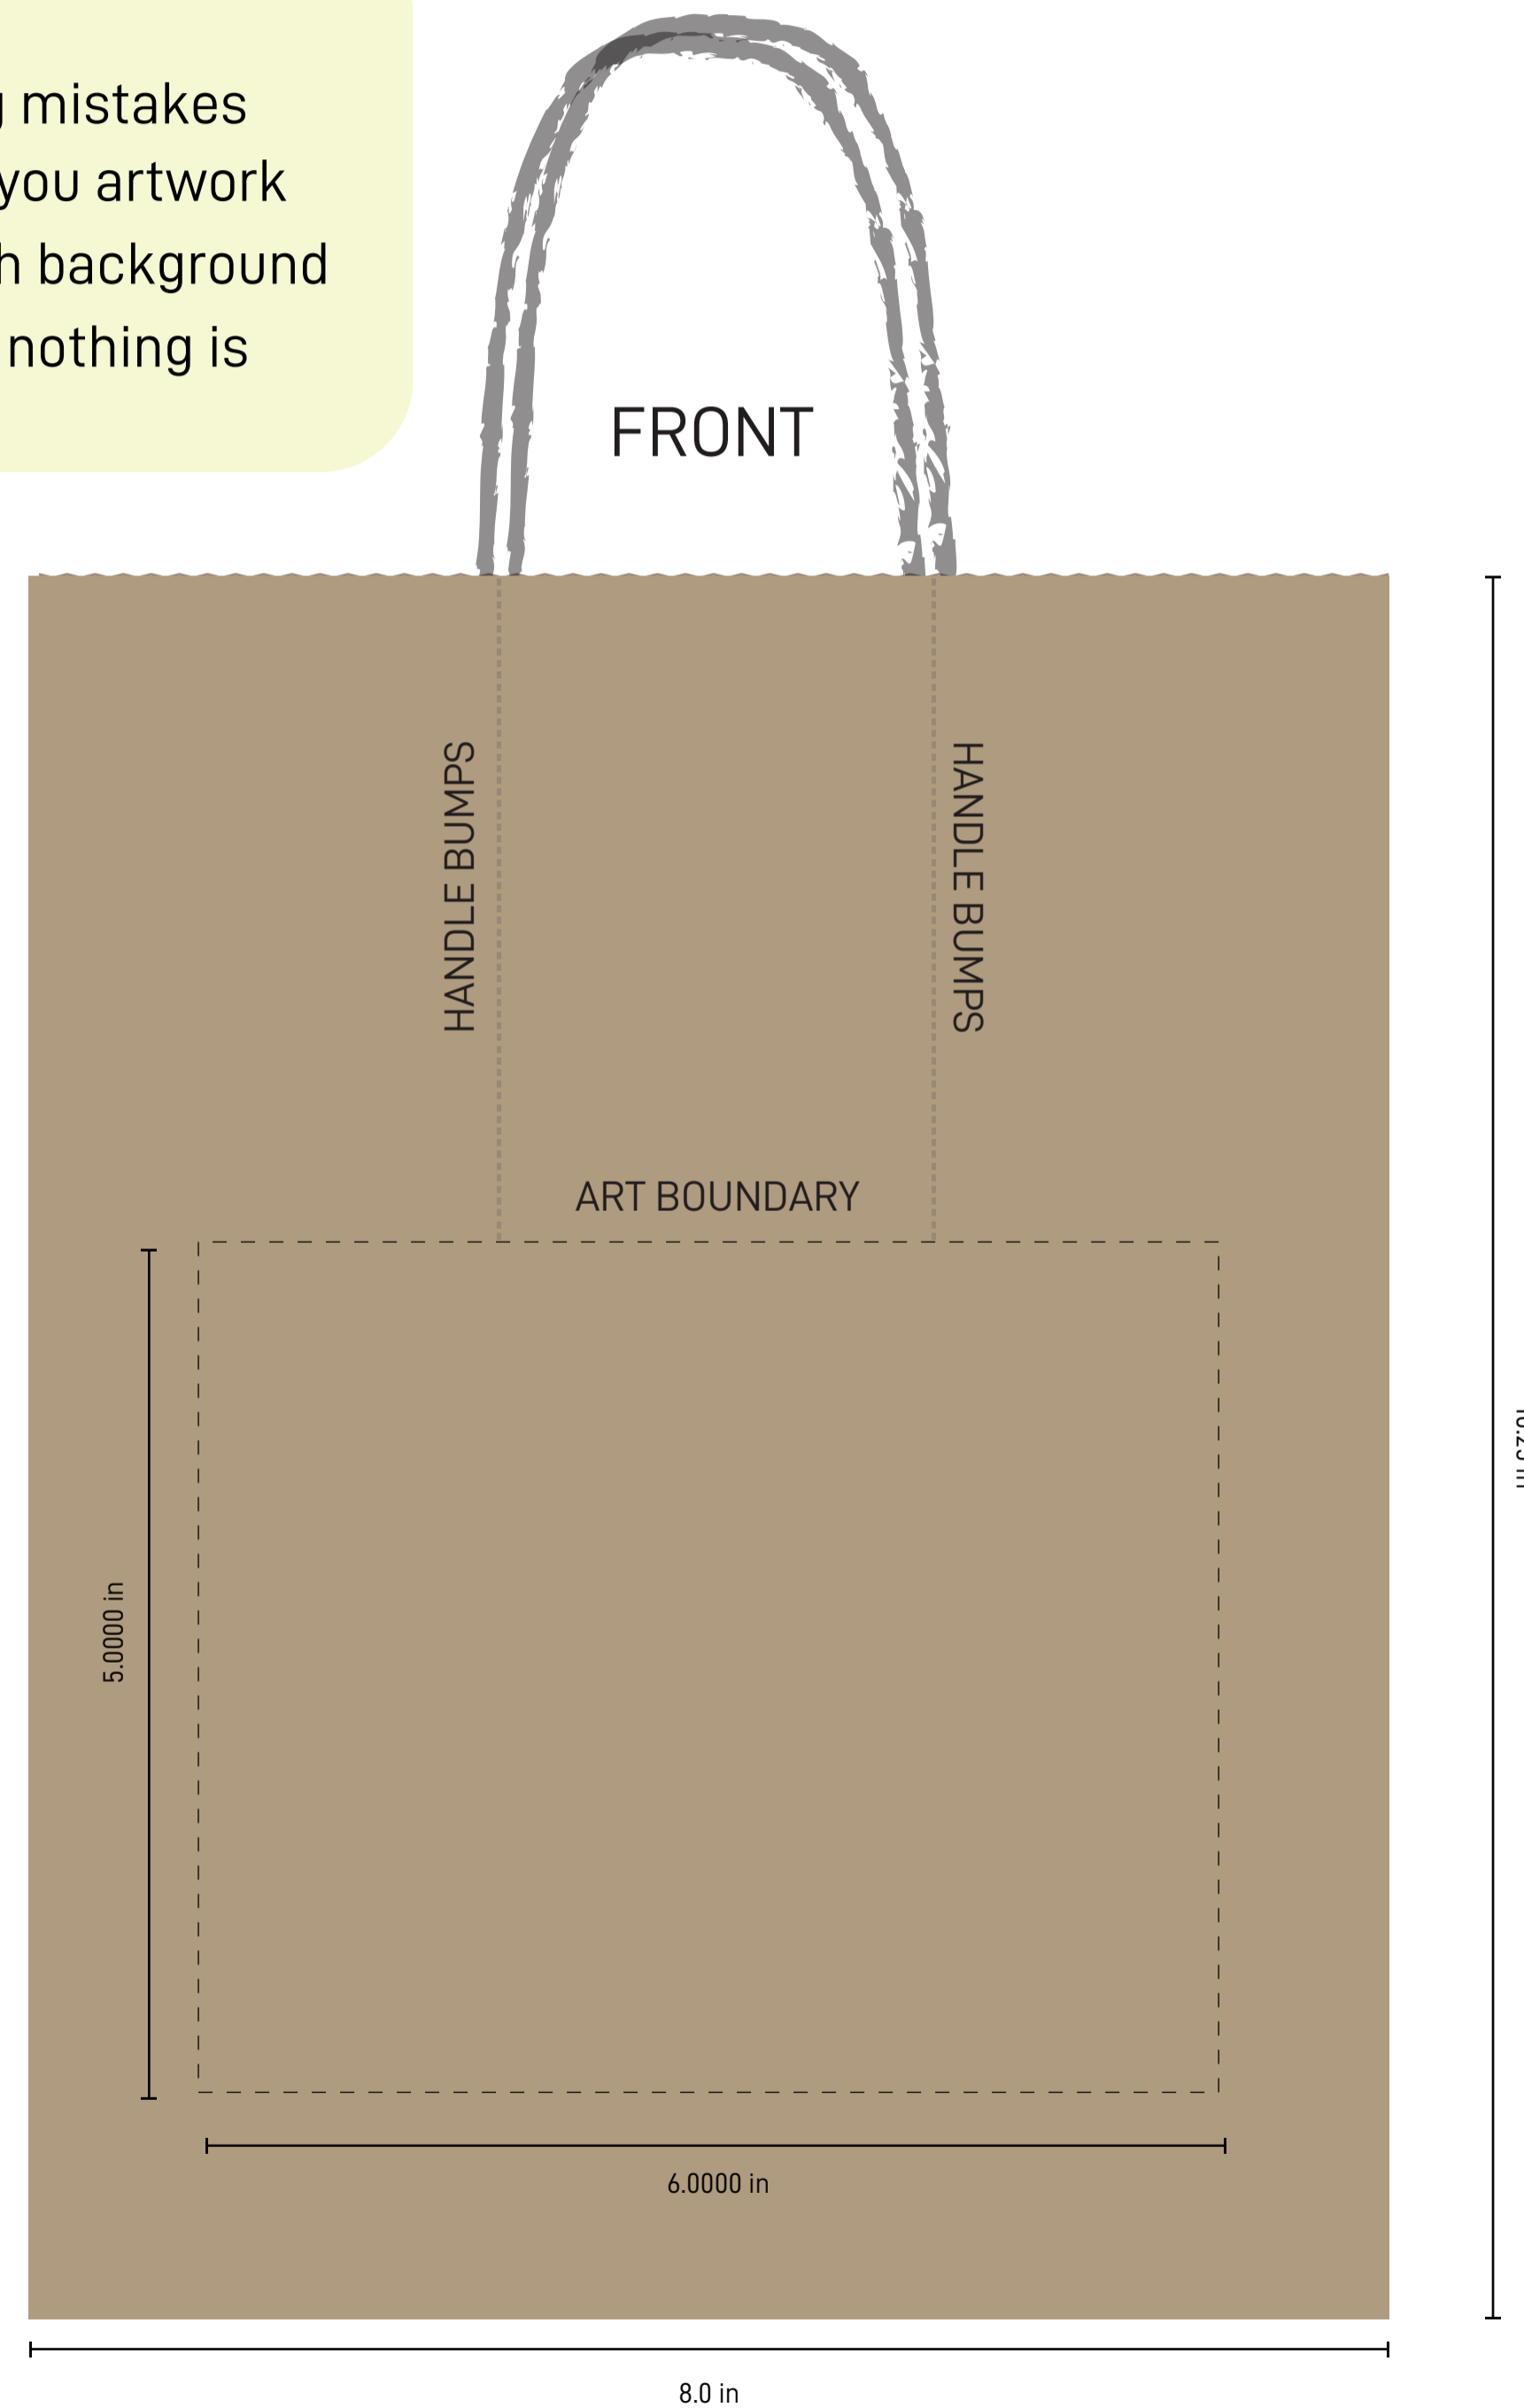 mistakes
you artwork
background
nothing is
FRONT
HANDLE BUMPS
HANDLE BUMPS
ART BOUNDARY
5.0000 in
6.0000 in
8.0 in